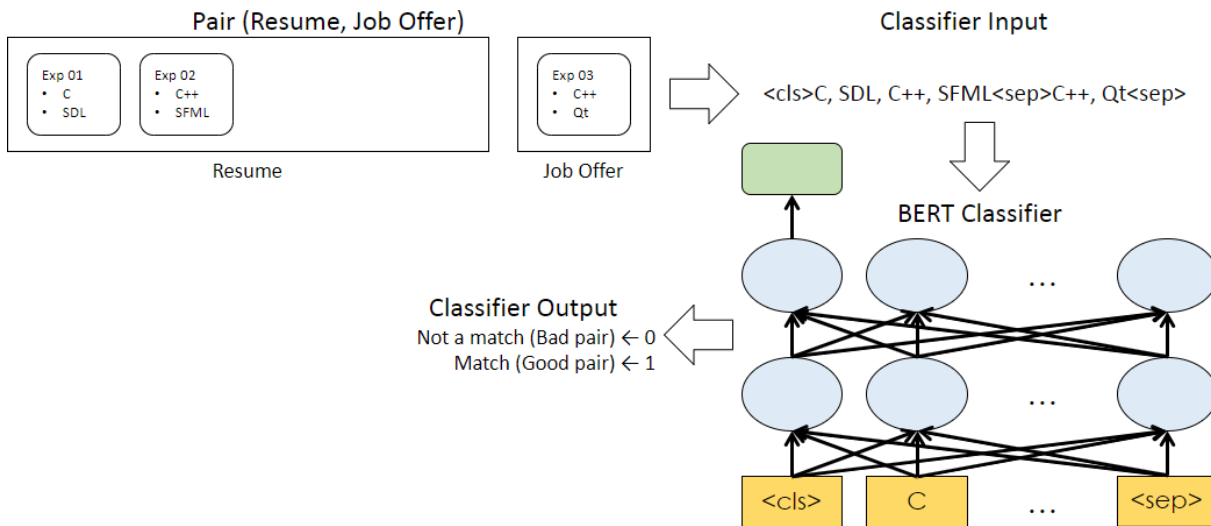 Pair (Resume, Job Offer)
Classifier Input
Exp 01
• C
• SDL
Exp 02
• C++
• SFML
Exp 03
• C++
• Qt
<cls>C, SDL, C++, SFML<sep>C++, Qt<sep>
Resume
Job Offer
BERT Classifier
...
Classifier Output
Not a match (Bad pair) ← 0
Match (Good pair) ← 1
...
<cls> C ... <sep>